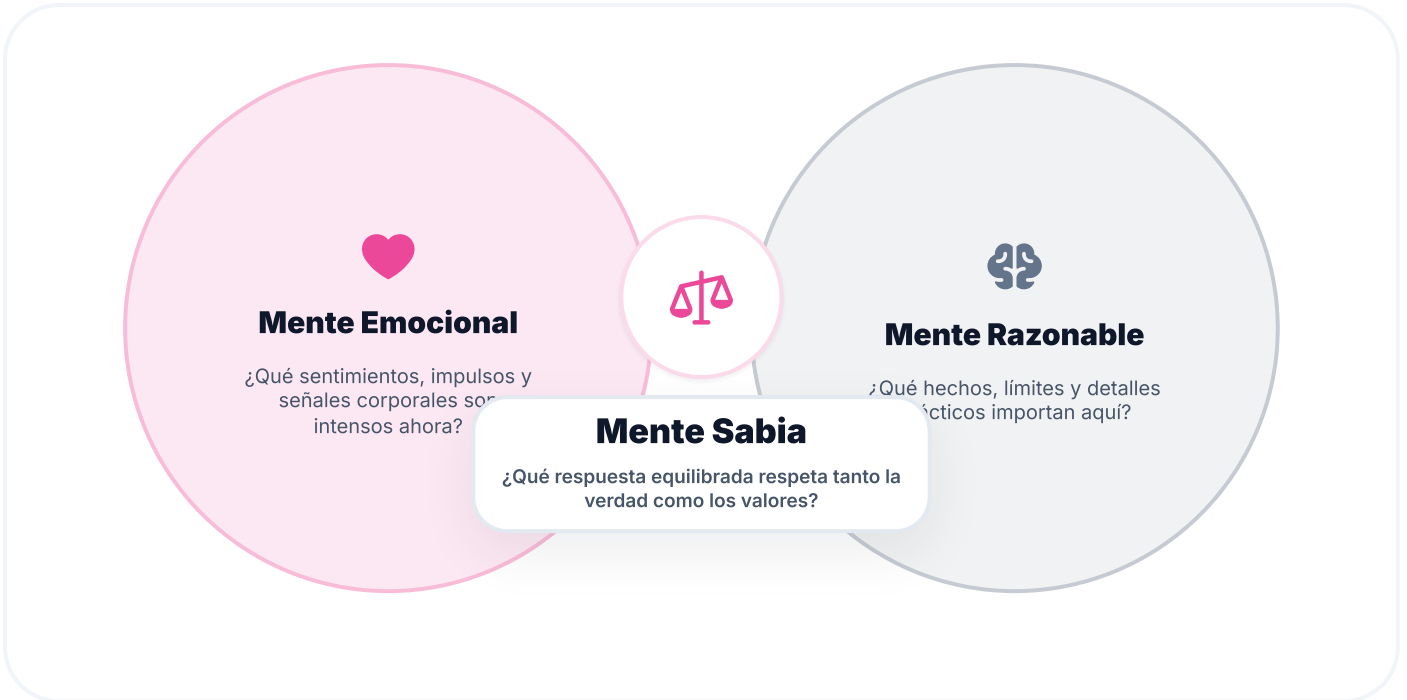 Mente Emocional
¿Qué sentimientos, impulsos y
señales corporales son
intensos ahora?
Mente Razonable
¿Qué hechos, límites y detalles
importan aquí?
Mente Sabia
¿Qué respuesta equilibrada respeta tanto la
verdad como los valores?